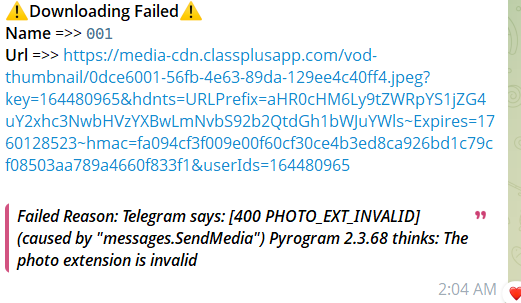 ⚠️Downloading Failed⚠️
Name =>> 001
Url =>> https://media-cdn.classplusapp.com/vod-
thumbnail/0dce6001-56fb-4e63-89da-129ee4c40ff4.jpeg?
key=164480965&hdnts=URLPrefix=aHR0cHM6Ly9tZWRpYS1jZG4
uY2xhc3NwbHVzYXBwLmNvbS92b2QtdGh1bWJuYWls~Expires=17
60128523~hmac=fa094cf3f009e00f60cf30ce4b3ed8ca926bd1c79c
f08503aa789a4660f833f1&userIds=164480965
Failed Reason: Telegram says: [400 PHOTO_EXT_INVALID]
(caused by "messages.SendMedia") Pyrogram 2.3.68 thinks: The
photo extension is invalid
2:04 AM